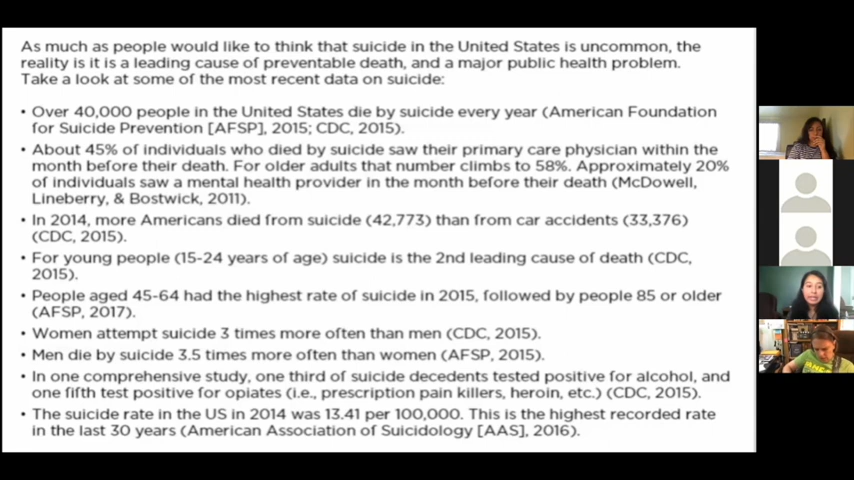 As much as people would like to think that suicide in the United States is uncommon, the
reality is it is a leading cause of preventable death, and a major public health problem.
Take a look at some of the most recent data on suicide:
• Over 40,000 people in the United States die by suicide every year (American Foundation
for Suicide Prevention [AFSP], 2015; CDC, 2015).
• About 45% of individuals who died by suicide saw their primary care physician within the
month before their death. For older adults that number climbs to 58%. Approximately 20%
of individuals saw a mental health provider in the month before their death (McDowell,
Lineberry, & Bostwick, 2011).
• In 2014, more Americans died from suicide (42,773) than from car accidents (33,376)
(CDC, 2015).
• For young people (15-24 years of age) suicide is the 2nd leading cause of death (CDC,
2015).
• People aged 45-64 had the highest rate of suicide in 2015, followed by people 85 or older
(AFSP, 2017).
• Women attempt suicide 3 times more often than men (CDC, 2015).
• Men die by suicide 3.5 times more often than women (AFSP, 2015).
• In one comprehensive study, one third of suicide decedents tested positive for alcohol, and
one fifth test positive for opiates (i.e., prescription pain killers, heroin, etc.) (CDC, 2015).
• The suicide rate in the US in 2014 was 13.41 per 100,000. This is the highest recorded rate
in the last 30 years (American Association of Suicidology [AAS], 2016).